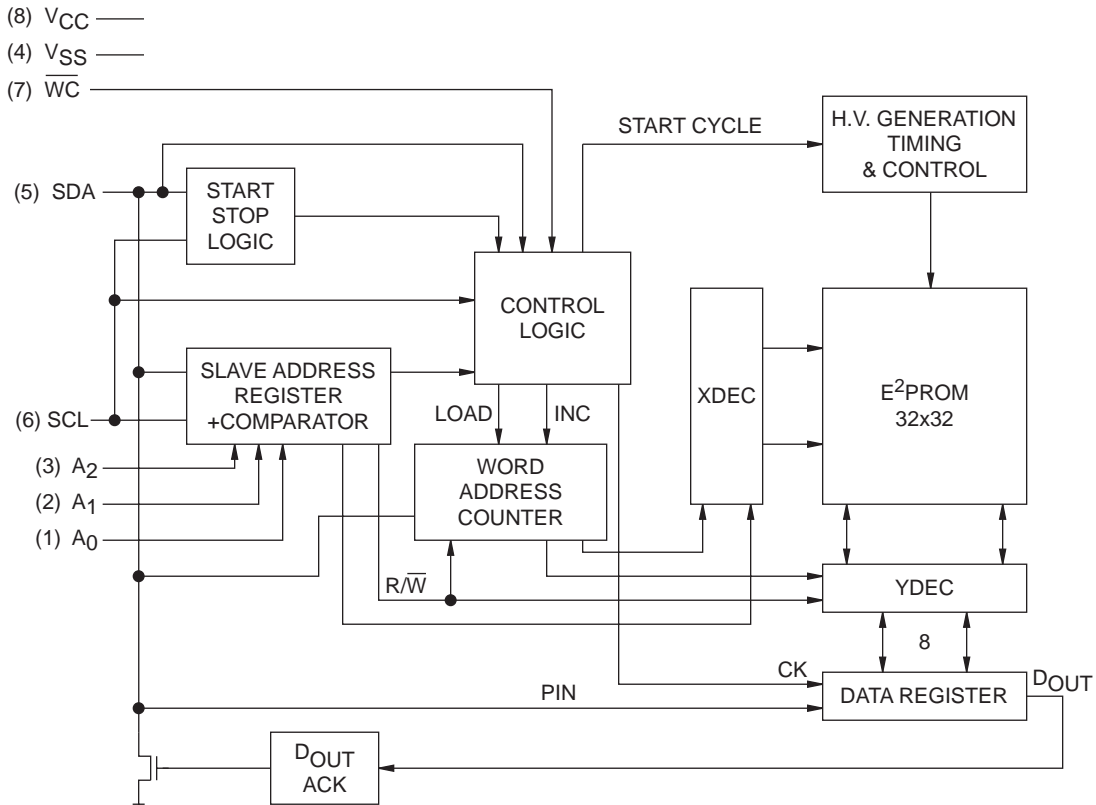 (8) VCC
(4) VSS
(7) W̅C̅
START CYCLE
H.V. GENERATION
TIMING
& CONTROL
(5) SDA
START
STOP
LOGIC
CONTROL
LOGIC
SLAVE ADDRESS
REGISTER
+COMPARATOR
XDEC
E²PROM
32x32
(6) SCL
LOAD
INC
(3) A2
(2) A1
(1) A0
WORD
ADDRESS
COUNTER
R/W̅
YDEC
8
CK
PIN
DATA REGISTER
DOUT
DOUT
ACK